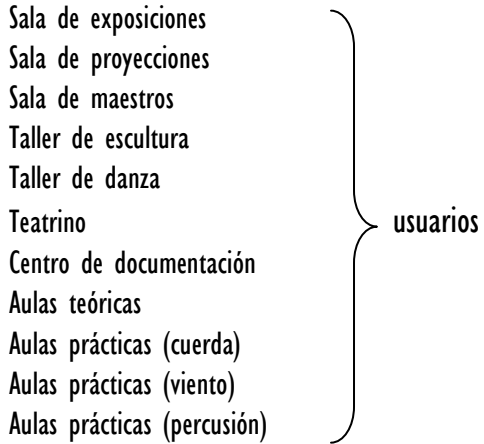 Sala de exposiciones
Sala de proyecciones
Sala de maestros
Taller de escultura
Taller de danza
Teatrino
Centro de documentación
Aulas teóricas
Aulas prácticas (cuerda)
Aulas prácticas (viento)
Aulas prácticas (percusión)
usuarios